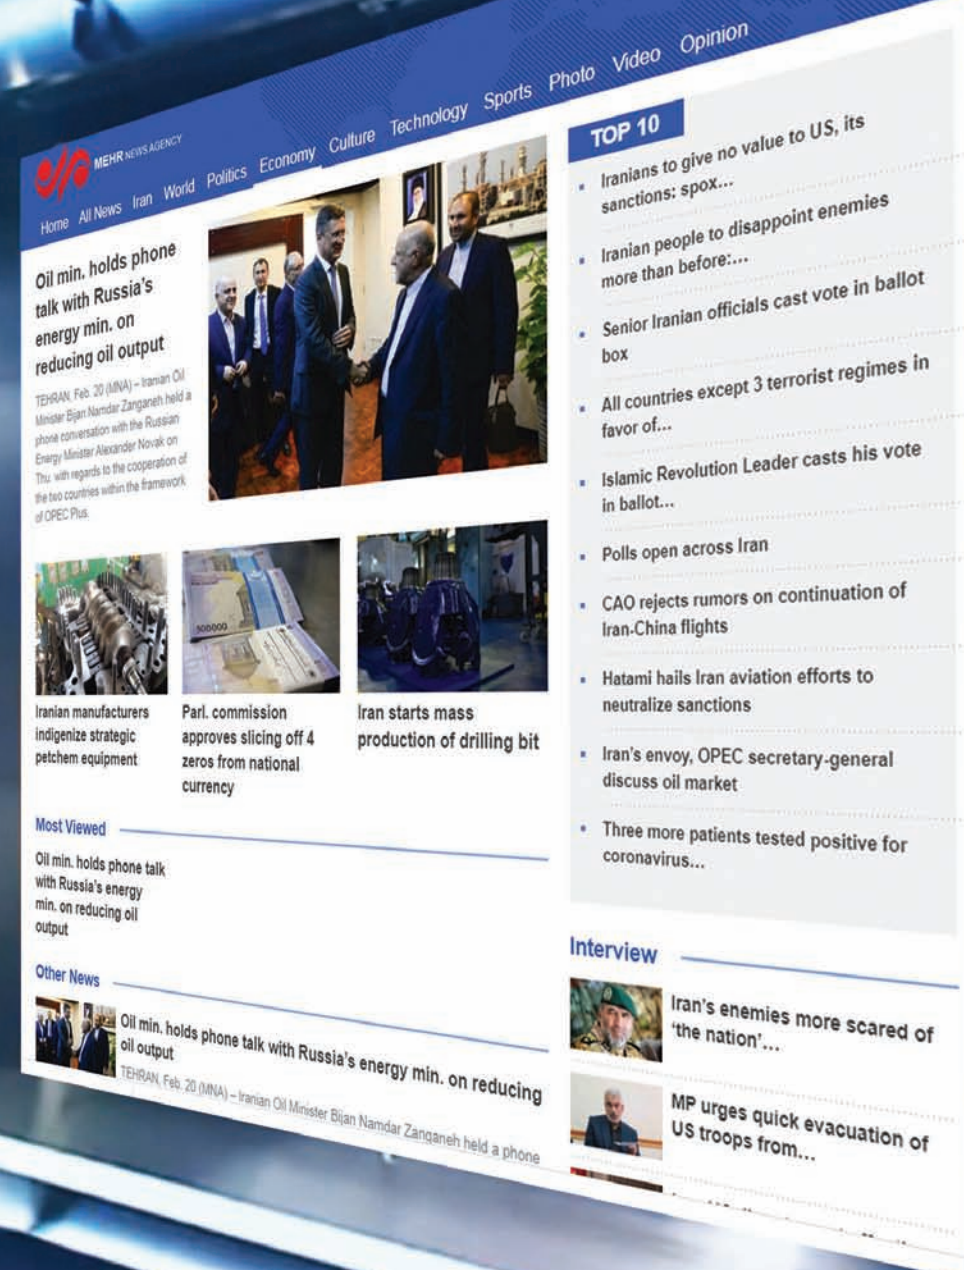 MEHR NEWS AGENCY
Home All News Iran World Politics Economy Culture Technology Sports Photo Video Opinion
Oil min. holds phone
talk with Russia's
energy min. on
reducing oil output
TEHRAN, Feb. 20 (MNA) – Iranian Oil
Minister Bijan Namdar Zanganeh held a
phone conversation with the Russian
Energy Minister Alexander Novak on
Thu. with regards to the cooperation of
the two countries within the framework
of OPEC Plus.
500000
Iranian manufacturers
indigenize strategic
petchem equipment
Parl. commission
approves slicing off 4
zeros from national
currency
Iran starts mass
production of drilling bit
Most Viewed
Oil min. holds phone talk
with Russia's energy
min. on reducing oil
output
Other News
Oil min. holds phone talk with Russia's energy min. on reducing
oil output
TEHRAN, Feb. 20 (MNA) – Iranian Oil Minister Bijan Namdar Zanganeh held a phone
TOP 10
Iranians to give no value to US, its
sanctions: spox...
Iranian people to disappoint enemies
more than before:...
Senior Iranian officials cast vote in ballot
box
All countries except 3 terrorist regimes in
favor of...
Islamic Revolution Leader casts his vote
in ballot...
Polls open across Iran
CAO rejects rumors on continuation of
Iran-China flights
Hatami hails Iran aviation efforts to
neutralize sanctions
Iran's envoy, OPEC secretary-general
discuss oil market
Three more patients tested positive for
coronavirus...
Interview
Iran's enemies more scared of
'the nation'...
MP urges quick evacuation of
US troops from...